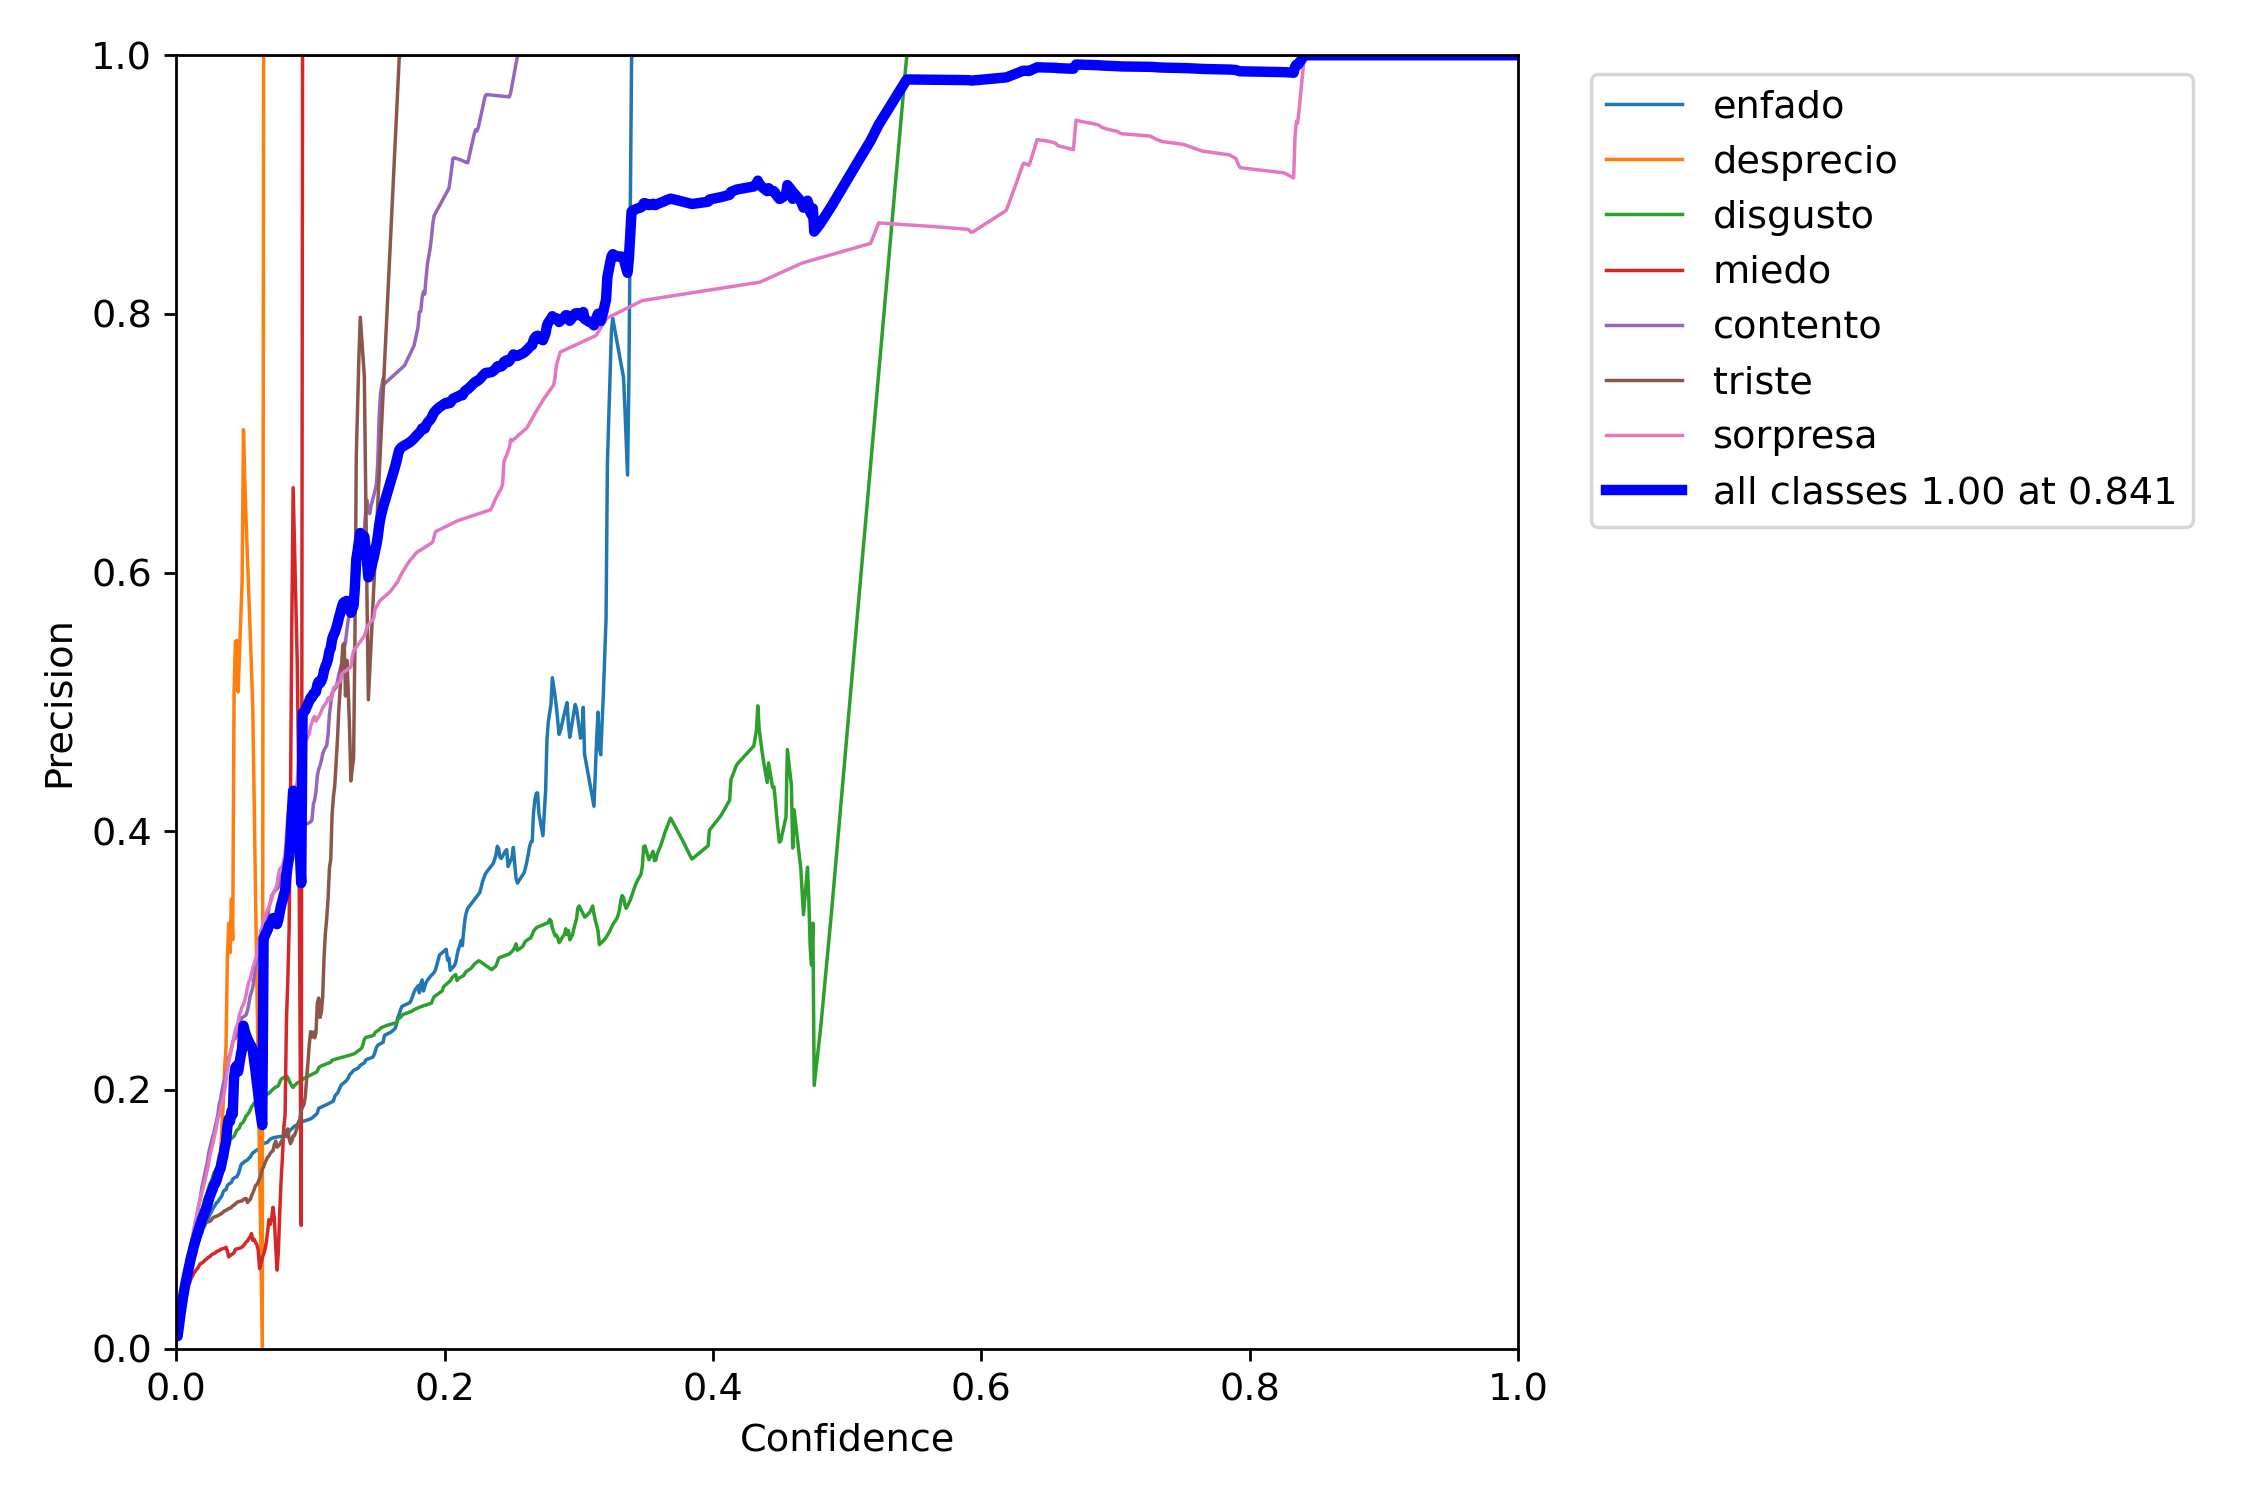 1.0
0.8
0.6
0.4
0.2
0.0
Precision
0.0 0.2 0.4 0.6 0.8 1.0
Confidence
enfado
desprecio
disgusto
miedo
contento
triste
sorpresa
all classes 1.00 at 0.841